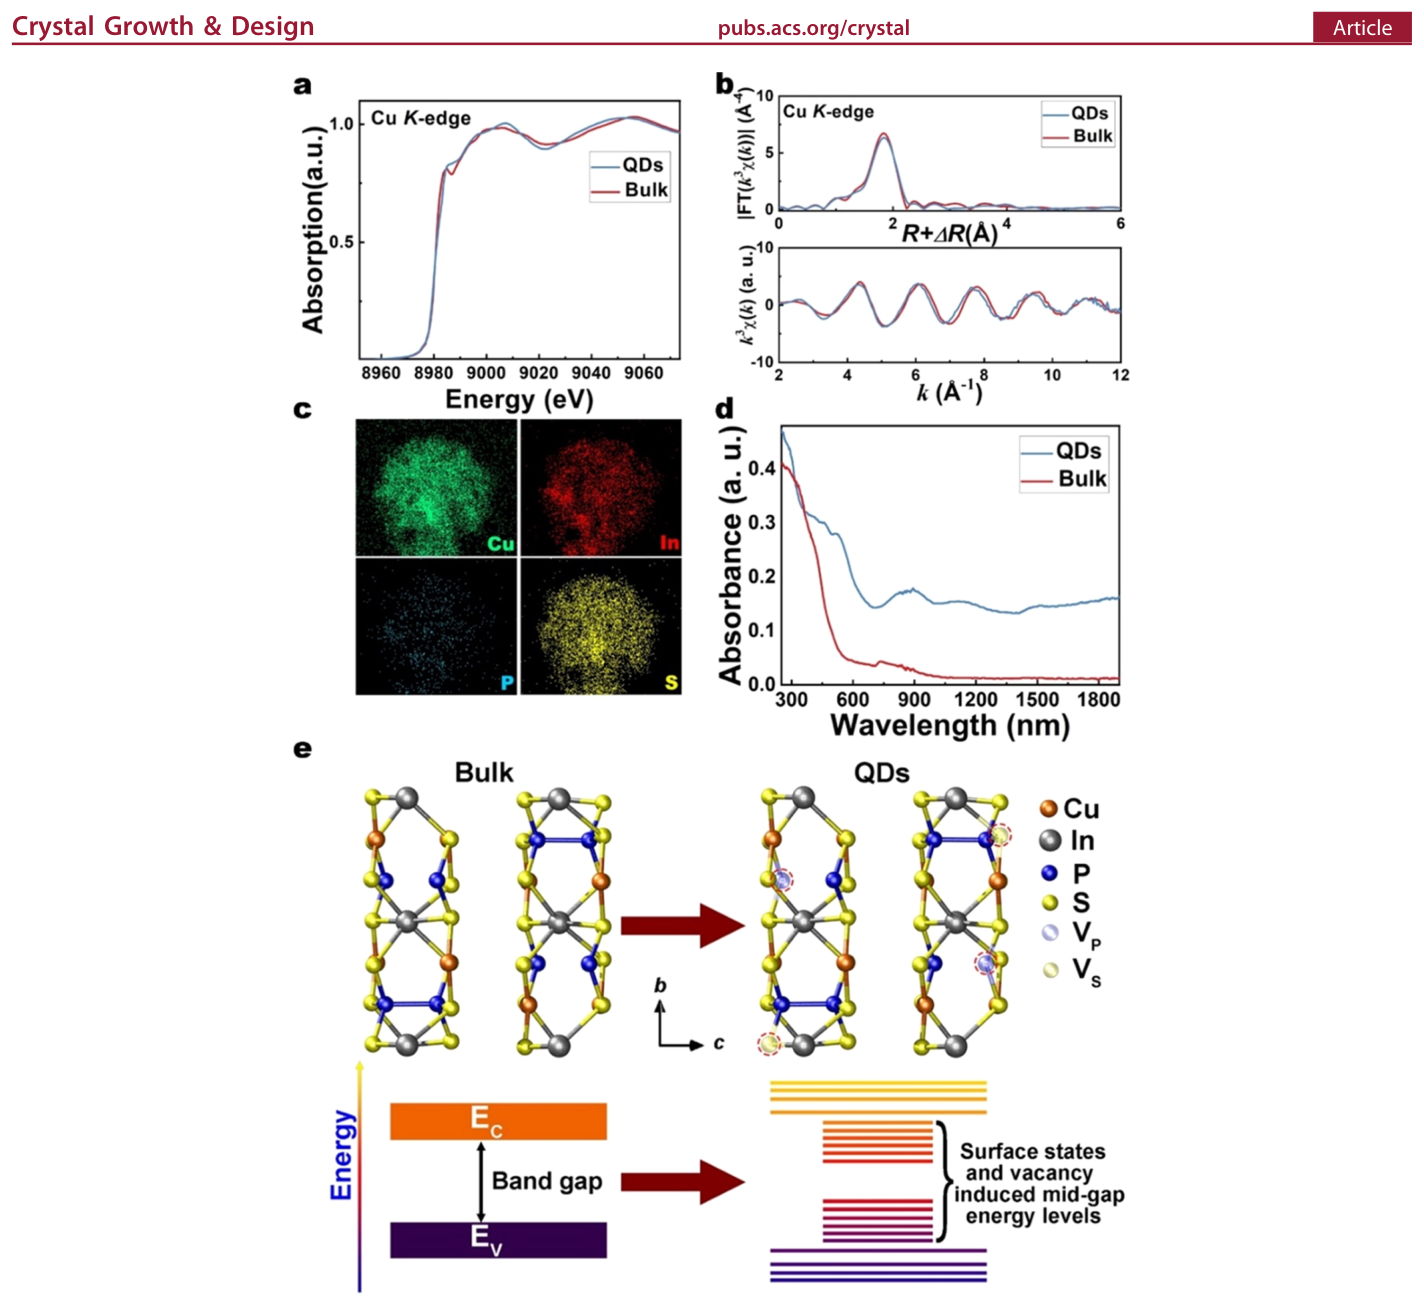 Crystal Growth & Design
pubs.acs.org/crystal
Article
a
Cu K-edge
QDs
Bulk
1.0
0.5
Absorption(a.u.)
8960 8980 9000 9020 9040 9060
Energy (eV)
b
Cu K-edge
QDs
Bulk
10
5
0
|FT(k³χ(k))| (Å⁻⁴)
0 2 4 6
R+ΔR(Å)
10
0
-10
k³χ(k) (a. u.)
2 4 6 8 10 12
k (Å⁻¹)
c
Cu
In
P
S
d
QDs
Bulk
0.4
0.3
0.2
0.1
0.0
Absorbance (a. u.)
300 600 900 1200 1500 1800
Wavelength (nm)
e
Bulk
QDs
Cu
In
P
S
V_P
V_S
b
c
Energy
E_C
Band gap
E_V
Surface states
and vacancy
induced mid-gap
energy levels